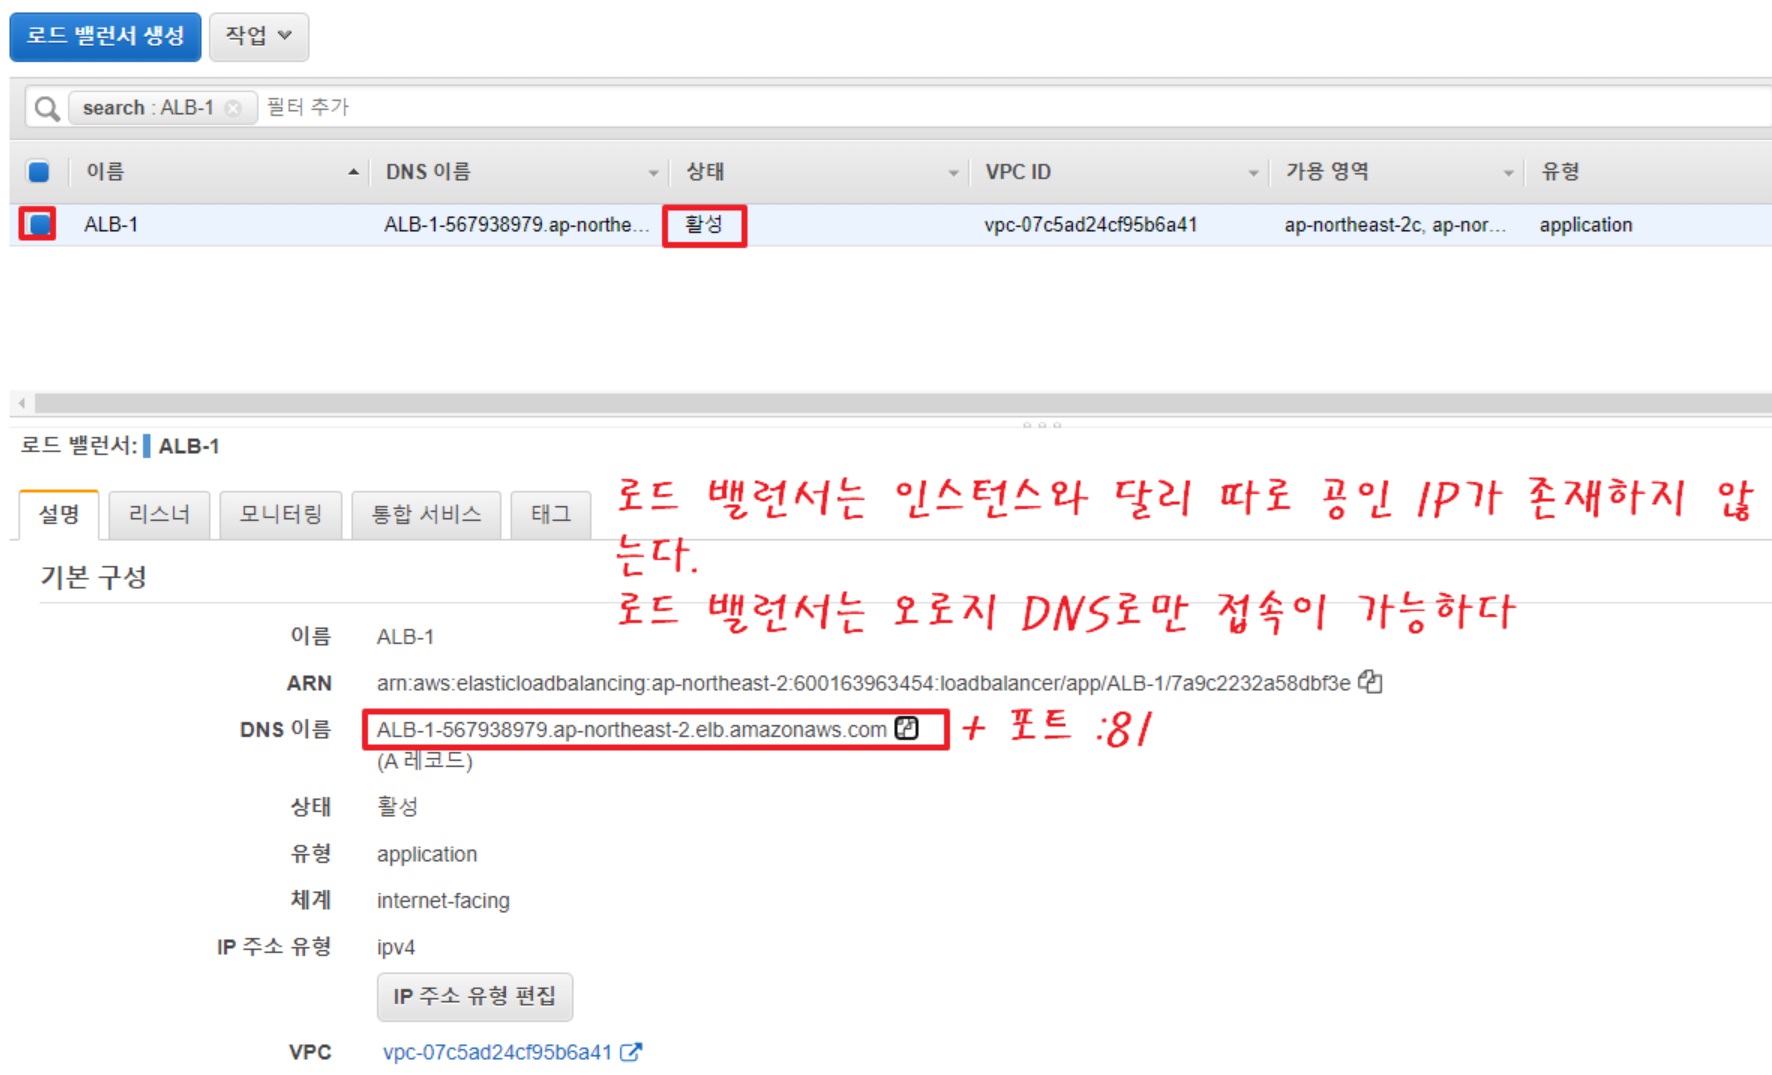 로드 밸런서 생성 작업
search : ALB-1 필터 추가
이름 DNS 이름 상태 VPC ID 가용 영역 유형
ALB-1 ALB-1-567938979.ap-northe... 활성 vpc-07c5ad24cf95b6a41 ap-northeast-2c, ap-nor... application
로드 밸런서: ALB-1
설명 리스너 모니터링 통합 서비스 태그
로드 밸런서는 인스턴스와 달리 따로 공인 IP가 존재하지 않
는다.
로드 밸런서는 오로지 DNS로만 접속이 가능하다
기본 구성
이름 ALB-1
ARN arn:aws:elasticloadbalancing:ap-northeast-2:600163963454:loadbalancer/app/ALB-1/7a9c2232a58dbf3e
DNS 이름 ALB-1-567938979.ap-northeast-2.elb.amazonaws.com + 포트 :81
(A 레코드)
상태 활성
유형 application
체계 internet-facing
IP 주소 유형 ipv4
IP 주소 유형 편집
VPC vpc-07c5ad24cf95b6a41